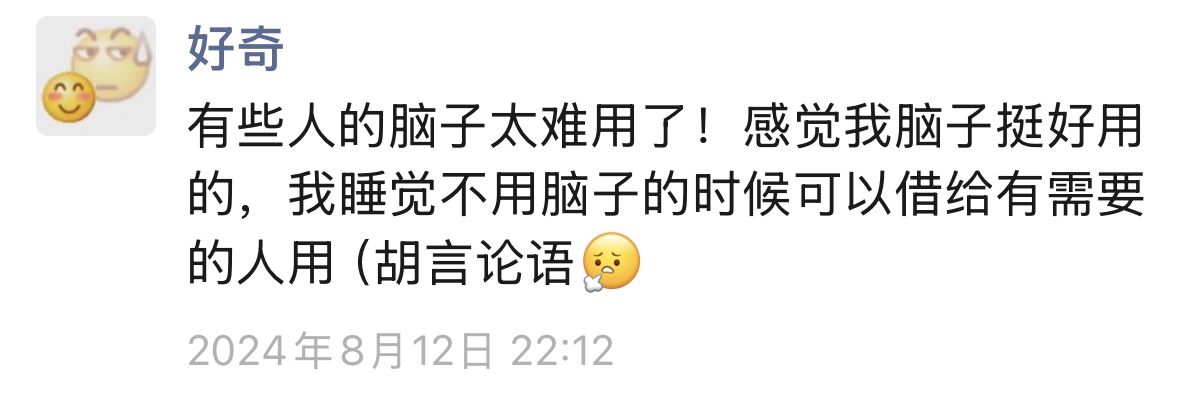 好奇
有些人的脑子太难用了！感觉我脑子挺好用
的，我睡觉不用脑子的时候可以借给有需要
的人用（胡言论语😮‍💨
2024年8月12日 22:12